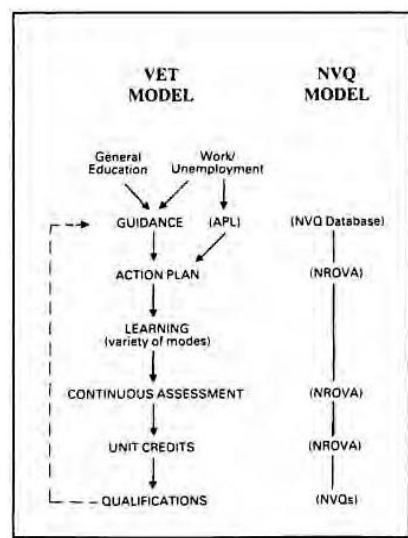 VET
MODEL
NVQ
MODEL
General
Education
Work/
Unemployment
GUIDANCE
(APL)
(NVQ Database)
ACTION PLAN
(NROVA)
LEARNING
(variety of modes)
CONTINUOUS ASSESSMENT
(NROVA)
UNIT CREDITS
(NROVA)
QUALIFICATIONS
(NVQs)